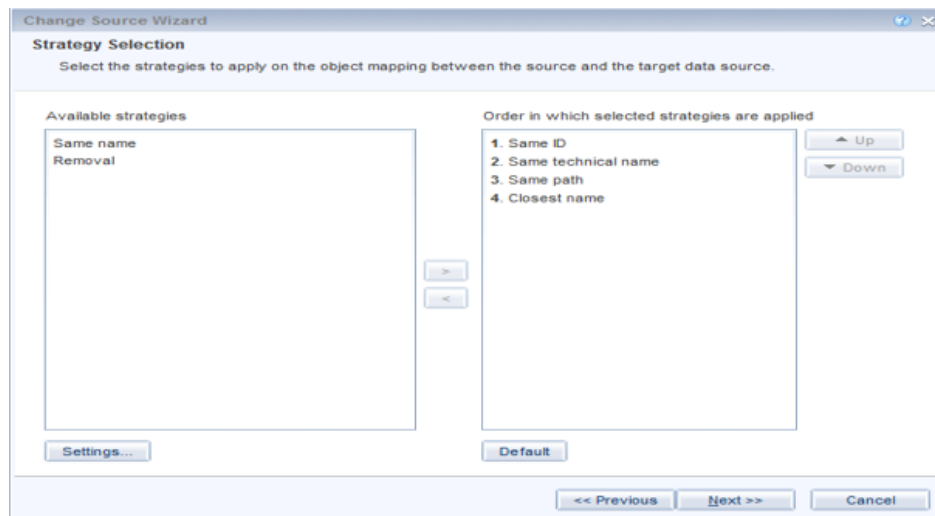 Change Source Wizard
Strategy Selection
Select the strategies to apply on the object mapping between the source and the target data source.
Available strategies
Same name
Removal
>
<
Settings...
Order in which selected strategies are applied
1. Same ID
2. Same technical name
3. Same path
4. Closest name
Up
Down
Default
<< Previous
Next >>
Cancel